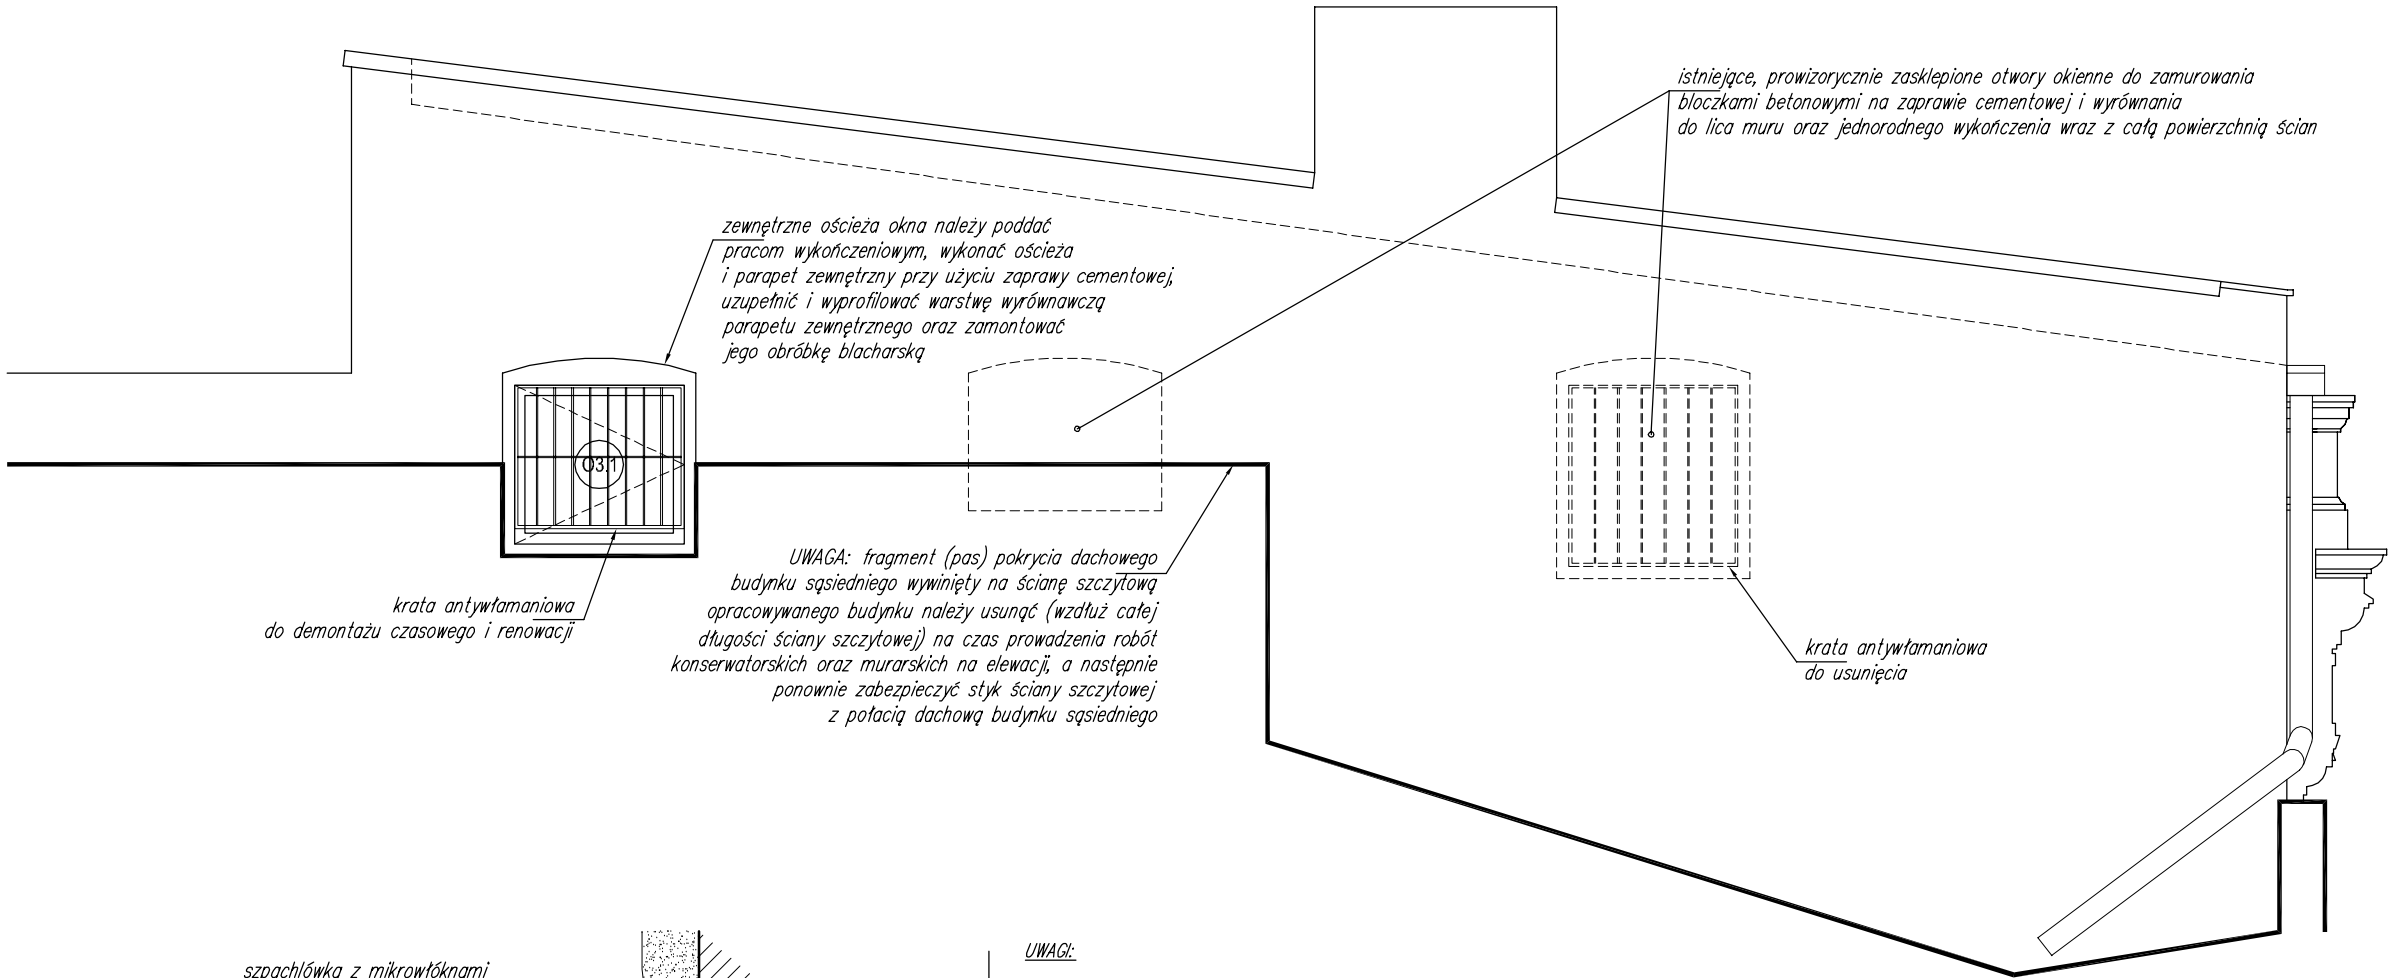 istniejące, prowizorycznie zasklepione otwory okienne do zamurowania
bloczkami betonowymi na zaprawie cementowej i wyrównania
do lica muru oraz jednorodnego wykończenia wraz z całą powierzchnią ścian
zewnętrzne ościeża okna należy poddać
pracom wykończeniowym, wykonać ościeża
i parapet zewnętrzny przy użyciu zaprawy cementowej,
uzupełnić i wyprofilować warstwę wyrównawczą
parapetu zewnętrznego oraz zamontować
jego obróbkę blacharską
O3.1
UWAGA: fragment (pas) pokrycia dachowego
budynku sąsiedniego wywinięty na ścianę szczytową
opracowywanego budynku należy usunąć (wzdłuż całej
długości ściany szczytowej) na czas prowadzenia robót
konserwatorskich oraz murarskich na elewacji, a następnie
ponownie zabezpieczyć styk ściany szczytowej
z połacią dachową budynku sąsiedniego
krata antywłamaniowa
do demontażu czasowego i renowacji
krata antywłamaniowa
do usunięcia
UWAGI:
szpachlówka z mikrowłóknami